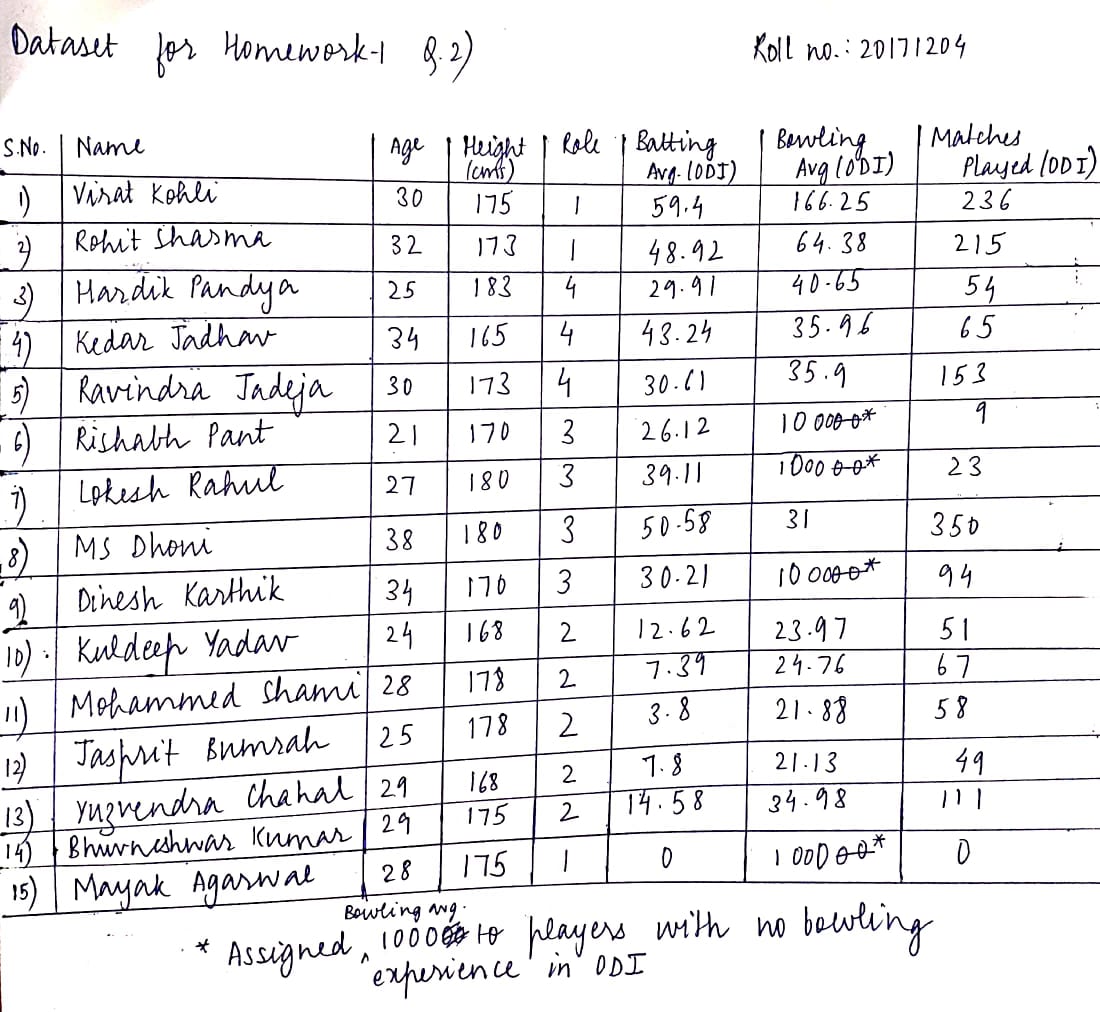 Dataset for Homework-1 Q.2) Roll no.: 20171204
S.No. Name Age Height (cms) Role Batting Avg. (ODI) Bowling Avg (ODI) Matches Played (ODI)
1) Virat Kohli 30 175 1 59.4 166.25 236
2) Rohit Sharma 32 173 1 48.92 64.38 215
3) Hardik Pandya 25 183 4 29.91 40.65 54
4) Kedar Jadhav 34 165 4 43.24 35.96 65
5) Ravindra Jadeja 30 173 4 30.61 35.9 153
6) Rishabh Pant 21 170 3 26.12 1000* 9
7) Lokesh Rahul 27 180 3 39.11 1000* 23
8) MS Dhoni 38 180 3 50.58 31 350
9) Dinesh Karthik 34 170 3 30.21 1000* 94
10) Kuldeep Yadav 24 168 2 12.62 23.97 51
11) Mohammed Shami 28 178 2 7.39 24.76 67
12) Jasprit Bumrah 25 178 2 3.8 21.88 58
13) Yuzvendra Chahal 29 168 2 7.8 21.13 49
14) Bhuvneshwar Kumar 29 175 2 14.58 34.98 111
15) Mayak Agarwal 28 175 1 0 1000* 0
* Assigned Bowling avg. 1000 to players with no bowling
experience in ODI